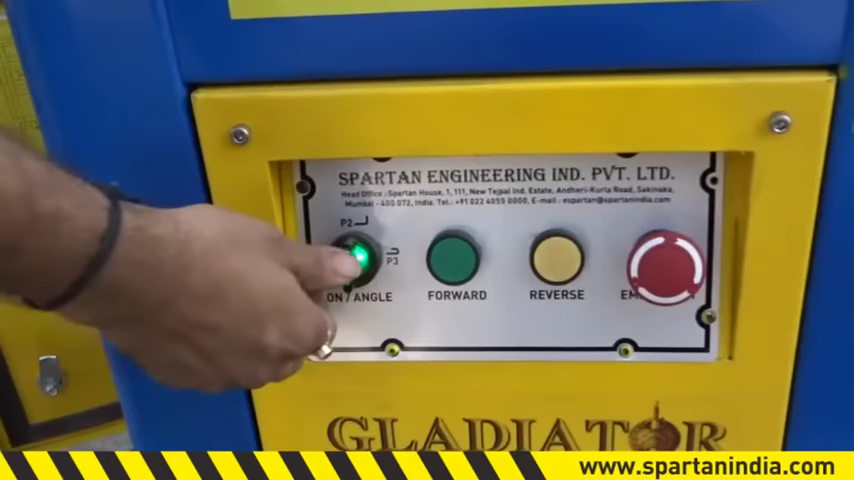 SPARTAN ENGINEERING IND. PVT. LTD.
Head Office :- Spartan House, 1, 111, New Tejpal Ind. Estate, Andheri-Kurla Road, Sakinaka,
Mumbai - 400 072, India. Tel.: +91 022 4055 0000, E-mail : espartan@spartanindia.com
P2
P3
ON / ANGLE
FORWARD
REVERSE
GLADIATOR
www.spartanindia.com